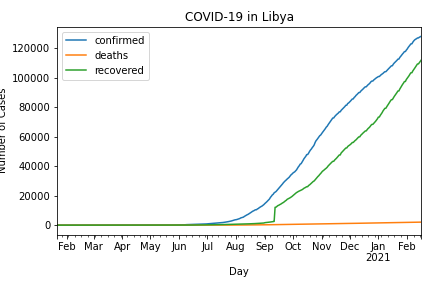 COVID-19 in Libya
confirmed
deaths
recovered
120000
100000
80000
60000
40000
20000
0
Number of Cases
Feb Mar Apr May Jun Jul Aug Sep Oct Nov Dec Jan Feb
2021
Day